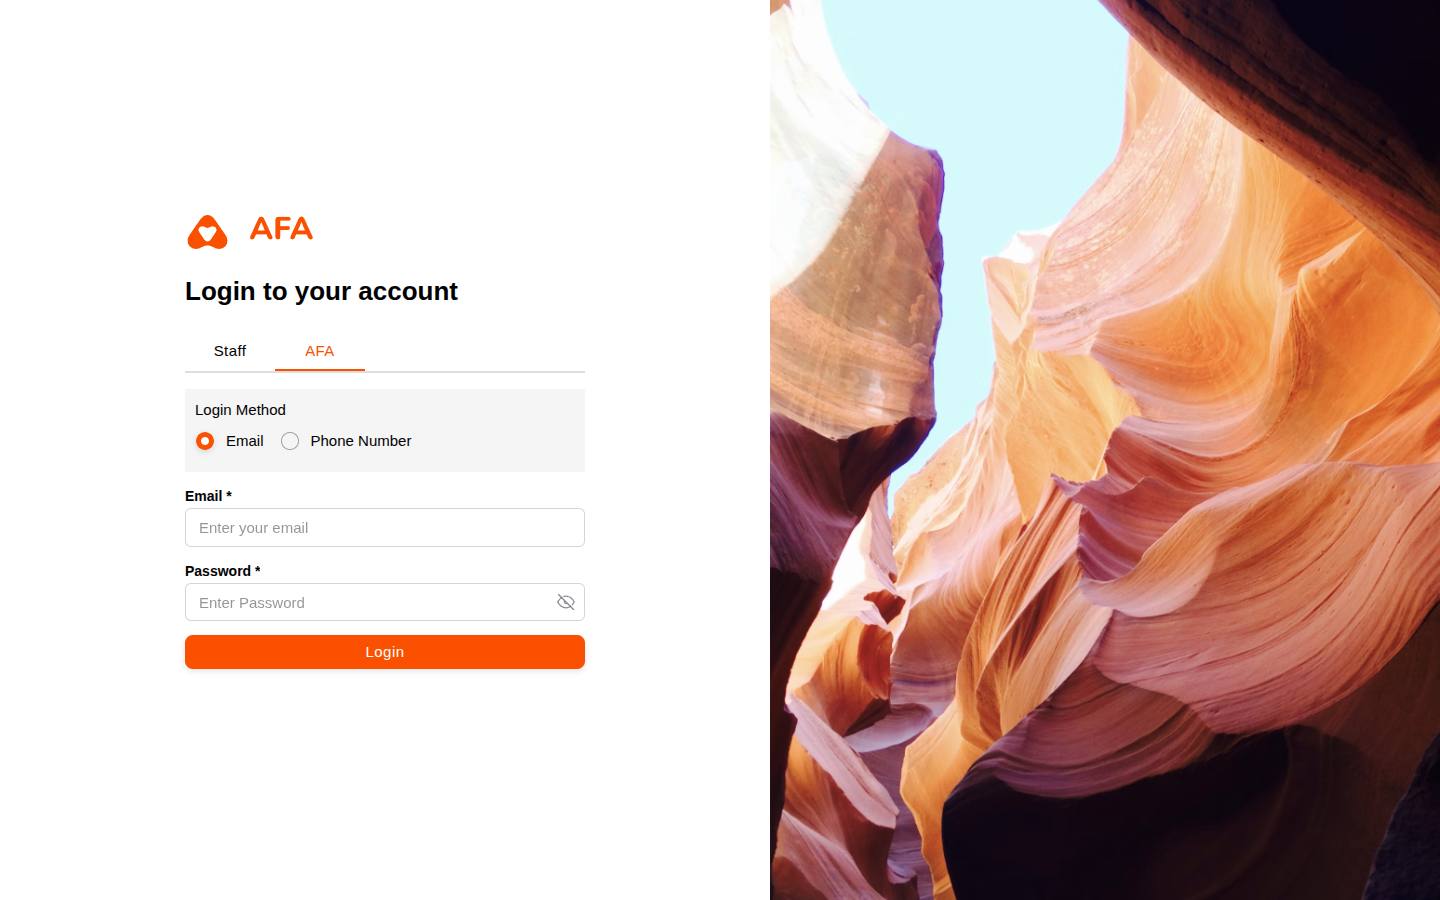 AFA
Login to your account
Staff AFA
Login Method
Email Phone Number
Email *
Enter your email
Password *
Enter Password
Login